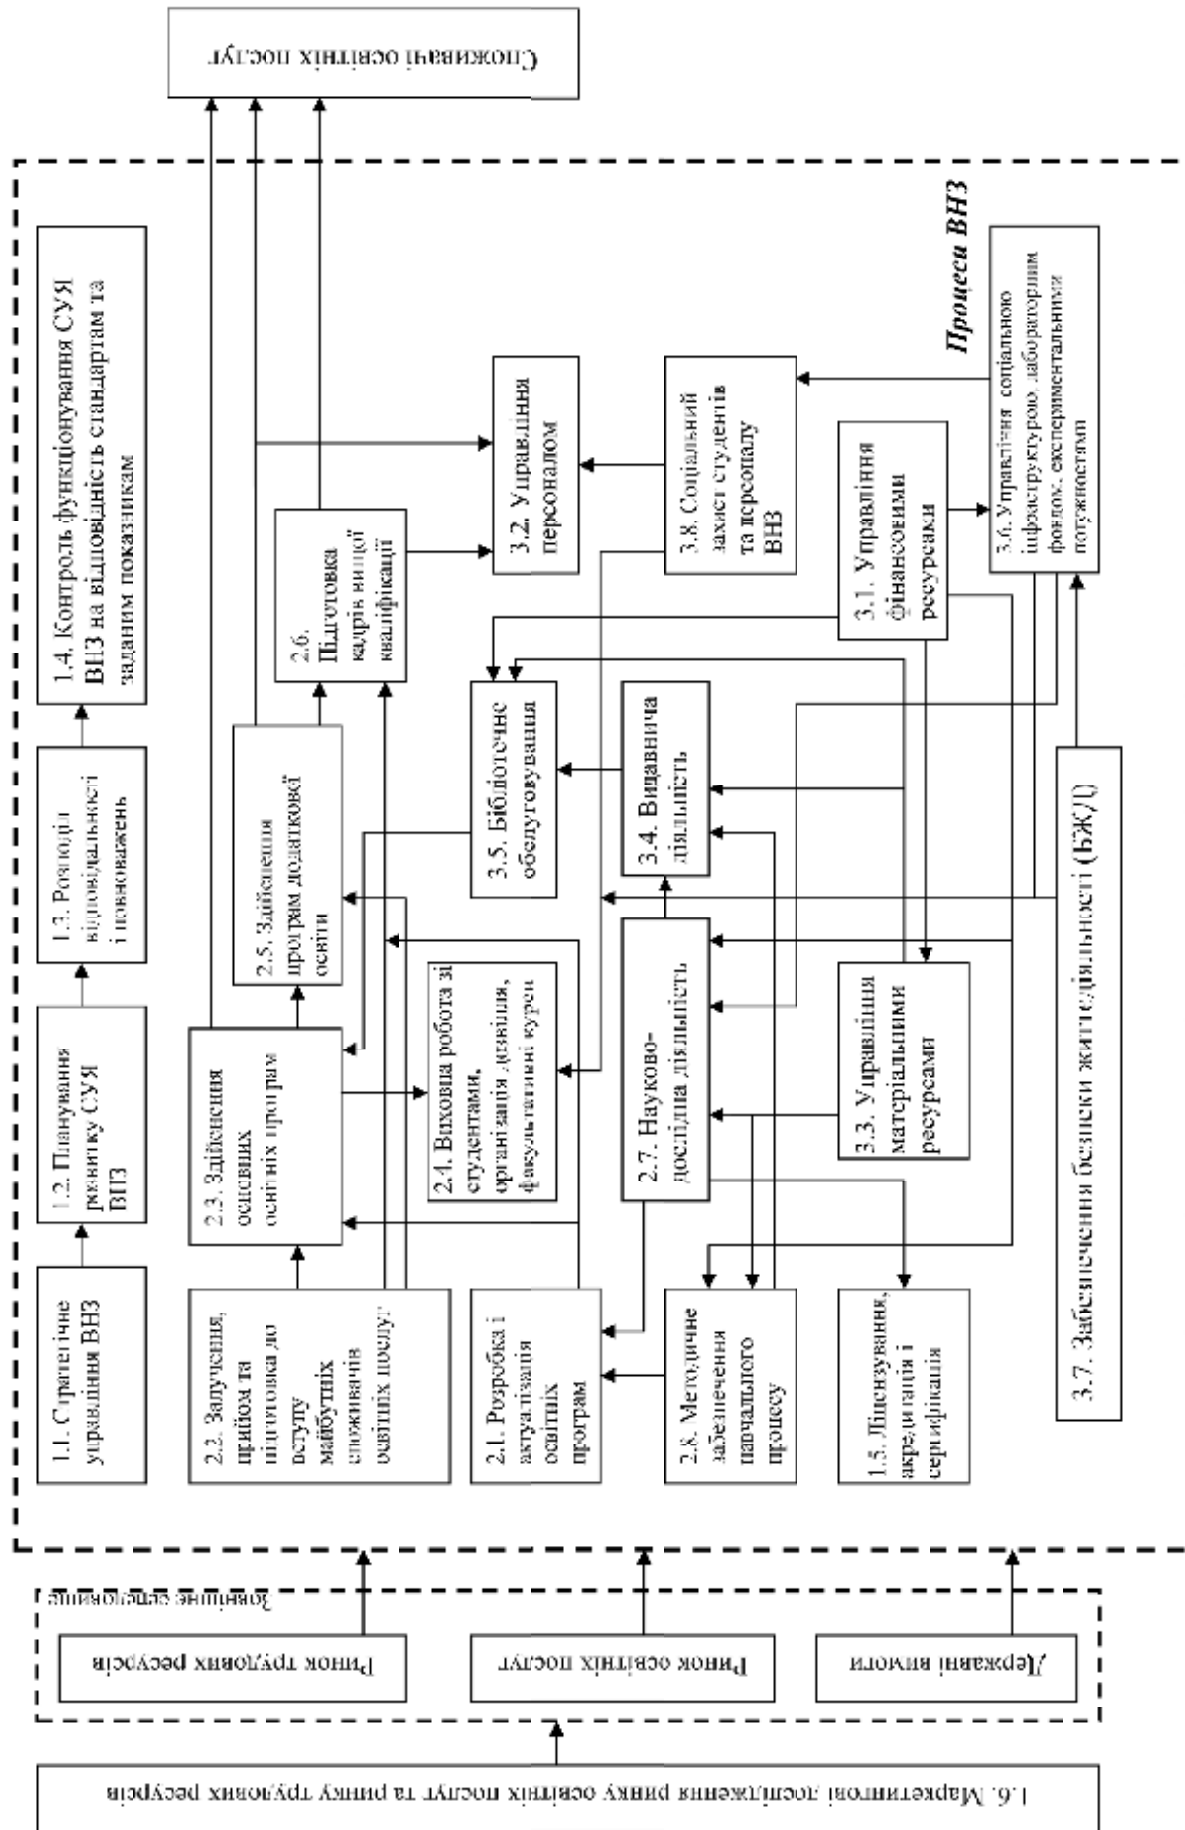 1.6. Маркетингові дослідження ринку освітніх послуг та ринку трудових ресурсів
Зовнішнє середовище
Ринок трудових ресурсів
Ринок освітніх послуг
Державні вимоги
1.1. Стратегічне
управління ВНЗ
1.2. Планування
розвитку СУЯ
ВНЗ
1.3. Розподіл
відповідальності
і повноважень
1.4. Контроль функціонування СУЯ
ВНЗ на відповідність стандартам та
заданим показникам
2.2. Залучення,
прийом та
підготовка до
вступу
майбутніх
споживачів
освітніх послуг
2.3. Здійснення
основних
освітніх програм
2.5. Здійснення
програм додаткової
освіти
2.6.
Підготовка
кадрів вищої
кваліфікації
2.4. Виховна робота зі
студентами,
організація дозвілля,
факультативні курси
2.1. Розробка і
актуалізація
освітніх
програм
3.5. Бібліотечне
обслуговування
3.2. Управління
персоналом
2.7. Науково-
дослідна діяльність
3.4. Видавнича
діяльність
2.8. Методичне
забезпечення
навчального
процесу
3.8. Соціальний
захист студентів
та персоналу
ВНЗ
1.5. Ліцензування,
акредитація і
сертифікація
3.3. Управління
матеріальними
ресурсами
3.1. Управління
фінансовими
ресурсами
Процеси ВНЗ
3.6. Управління соціальною
інфраструктурою, лабораторним
фондом, експериментальними
потужностями
3.7. Забезпечення безпеки життєдіяльності (БЖД)
Споживачі освітніх послуг